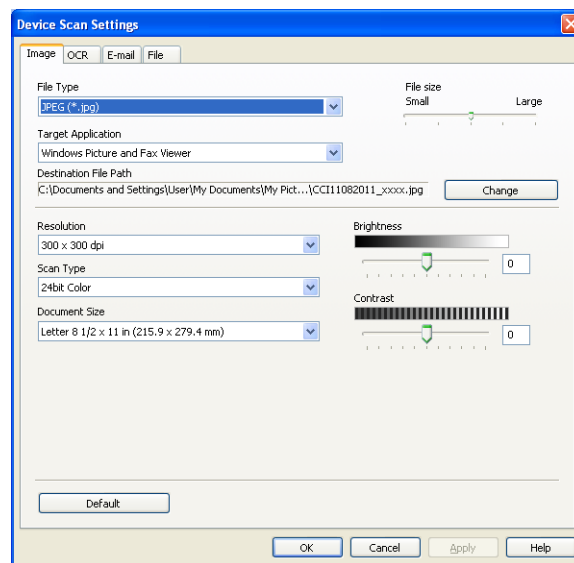 Device Scan Settings
Image OCR E-mail File
File Type
JPEG (*.jpg)
File size
Small Large
Target Application
Windows Picture and Fax Viewer
Destination File Path
C:\Documents and Settings\User\My Documents\My Pict...\CCI11082011_xxxx.jpg
Change
Resolution
300 x 300 dpi
Scan Type
24bit Color
Document Size
Letter 8 1/2 x 11 in (215.9 x 279.4 mm)
Brightness
0
Contrast
0
Default
OK Cancel Apply Help